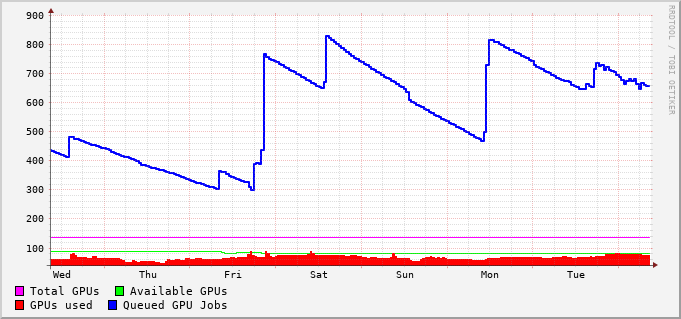 900
800
700
600
500
400
300
200
100
Wed Thu Fri Sat Sun Mon Tue
Total GPUs Available GPUs
GPUs used Queued GPU Jobs
RRDTOOL / TOBI OETIKER